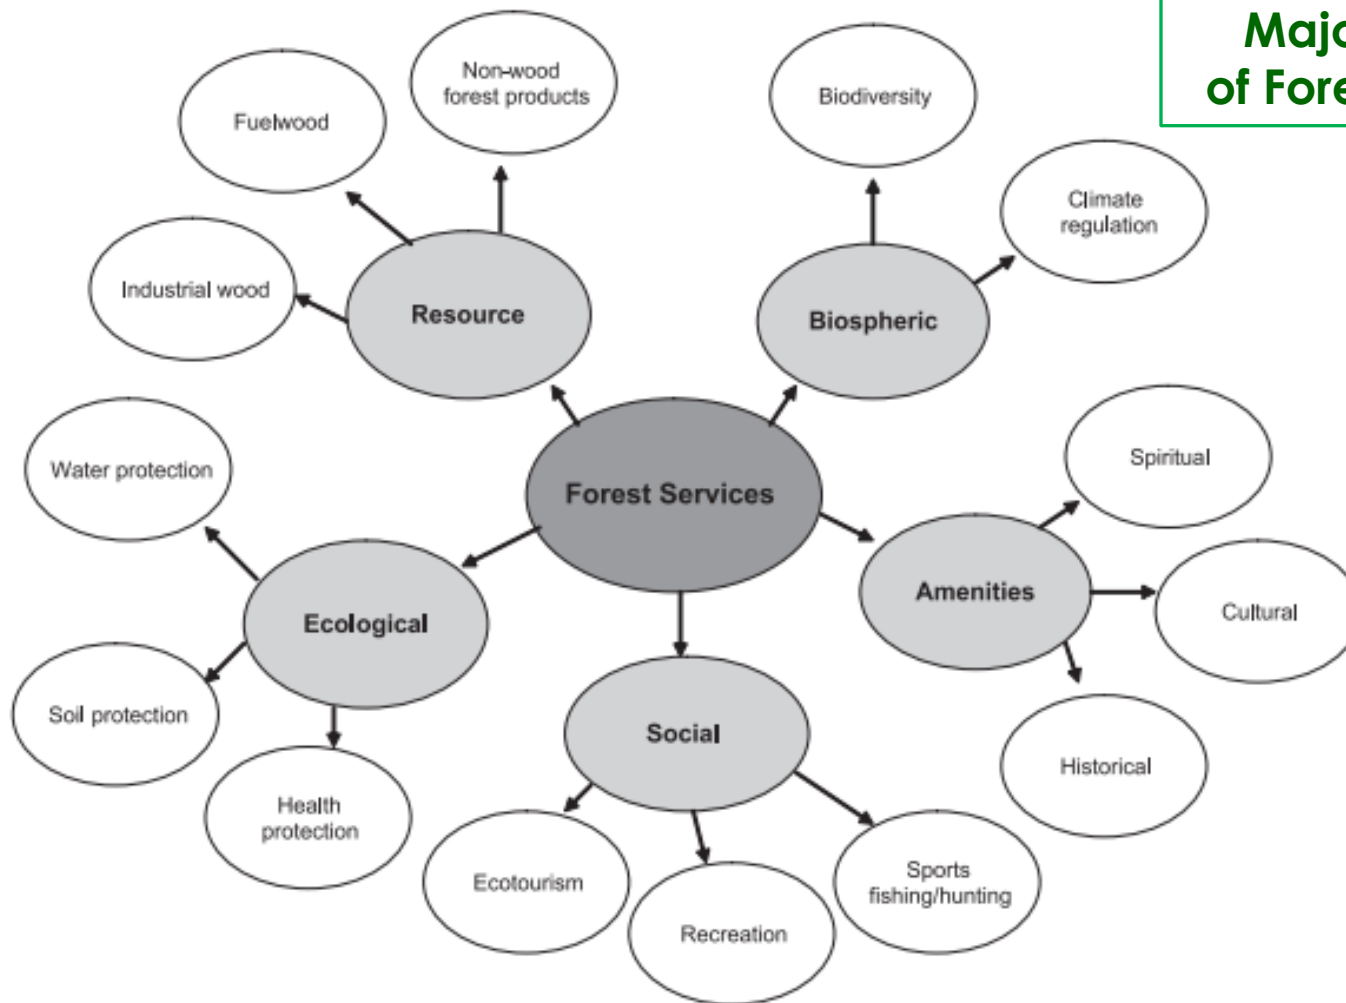 of Fore
Non-wood
forest products
Fuelwood
Biodiversity
Climate
regulation
Industrial wood
Resource
Biospheric
Water protection
Forest Services
Spiritual
Ecological
Amenities
Cultural
Soil protection
Social
Historical
Health
protection
Ecotourism
Recreation
Sports
fishing/hunting